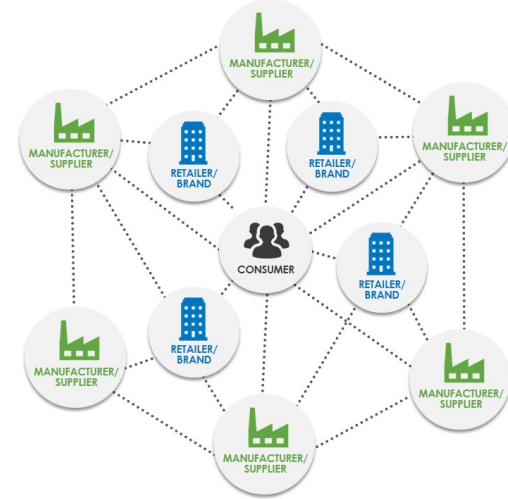 MANUFACTURER/
SUPPLIER
MANUFACTURER/
SUPPLIER
RETAILER/
BRAND
RETAILER/
BRAND
MANUFACTURER/
SUPPLIER
CONSUMER
RETAILER/
BRAND
RETAILER/
BRAND
MANUFACTURER/
SUPPLIER
MANUFACTURER/
SUPPLIER
MANUFACTURER/
SUPPLIER